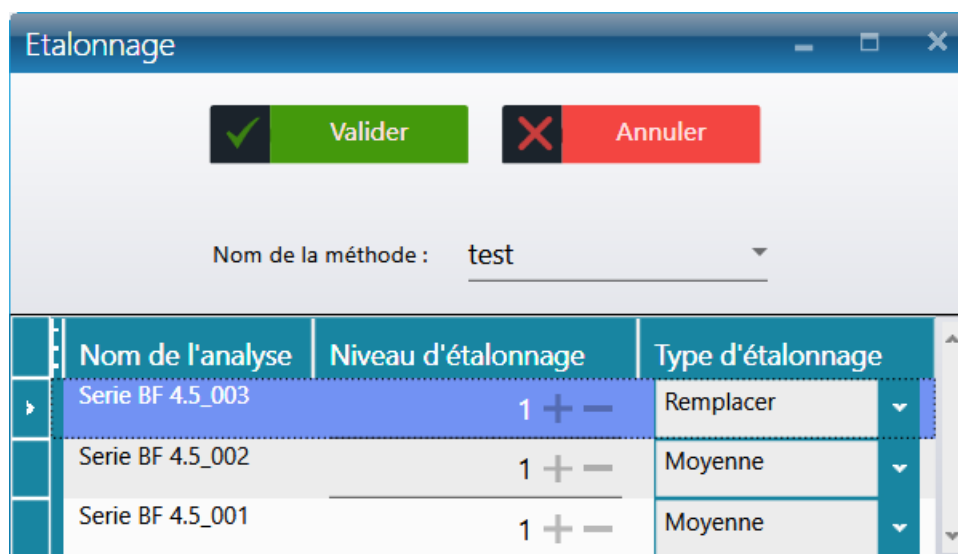 Etalonnage
Valider Annuler
Nom de la méthode : test
Nom de l'analyse Niveau d'étalonnage Type d'étalonnage
Serie BF 4.5_003 1 Remplacer
Serie BF 4.5_002 1 Moyenne
Serie BF 4.5_001 1 Moyenne